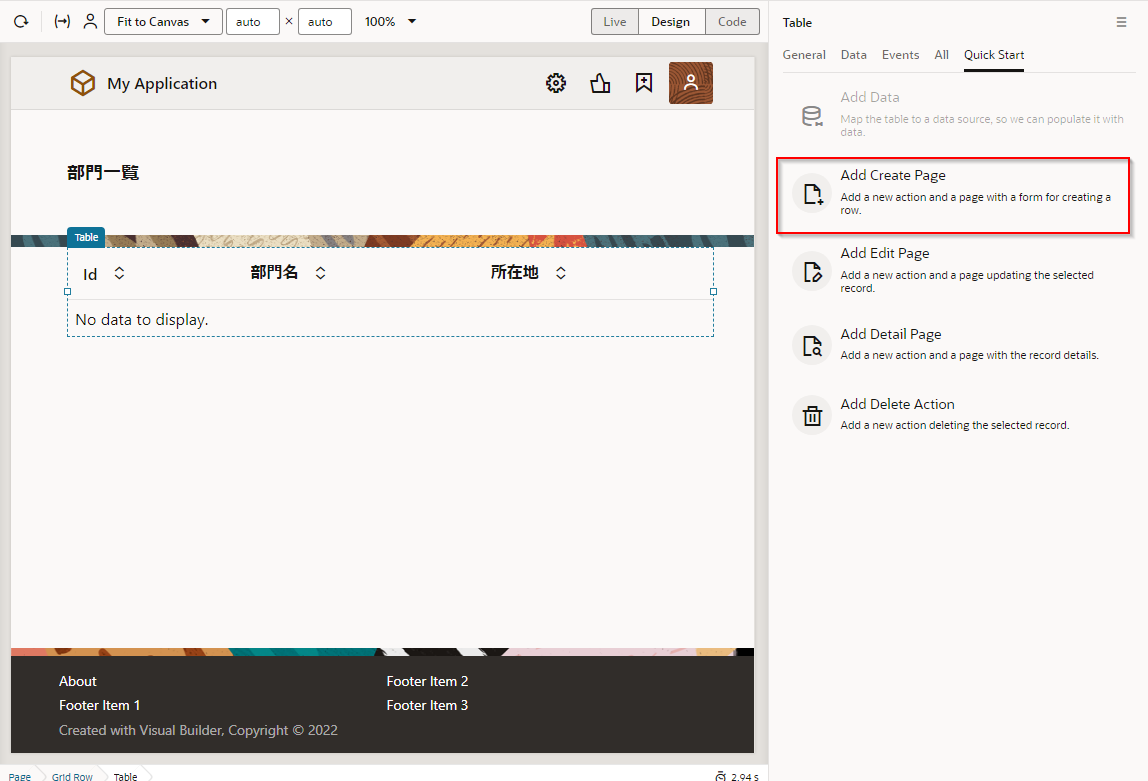 Fit to Canvas auto × auto 100% Live Design Code
My Application
部門一覧
Table
Id 部門名 所在地
No data to display.
About Footer Item 2
Footer Item 1 Footer Item 3
Created with Visual Builder, Copyright © 2022
Page Grid Row Table 2.94 s
Table
General Data Events All Quick Start
Add Data
Map the table to a data source, so we can populate it with
data.
Add Create Page
Add a new action and a page with a form for creating a
row.
Add Edit Page
Add a new action and a page updating the selected
record.
Add Detail Page
Add a new action and a page with the record details.
Add Delete Action
Add a new action deleting the selected record.